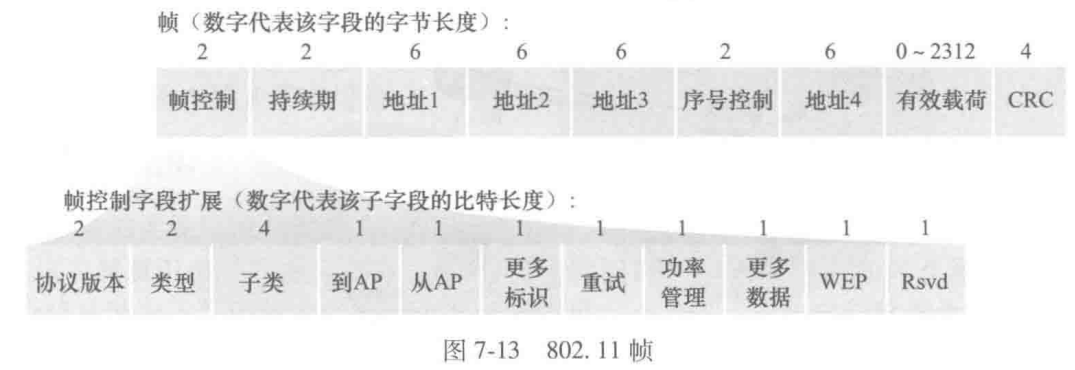 帧（数字代表该字段的字节长度）:
2 2 6 6 6 2 6 0~2312 4
帧控制 持续期 地址1 地址2 地址3 序号控制 地址4 有效载荷 CRC
帧控制字段扩展（数字代表该子字段的比特长度）:
2 2 4 1 1 1 1 1 1 1 1
协议版本 类型 子类 到AP 从AP 更多标识 重试 功率管理 更多数据 WEP Rsvd
图 7-13 802. 11 帧